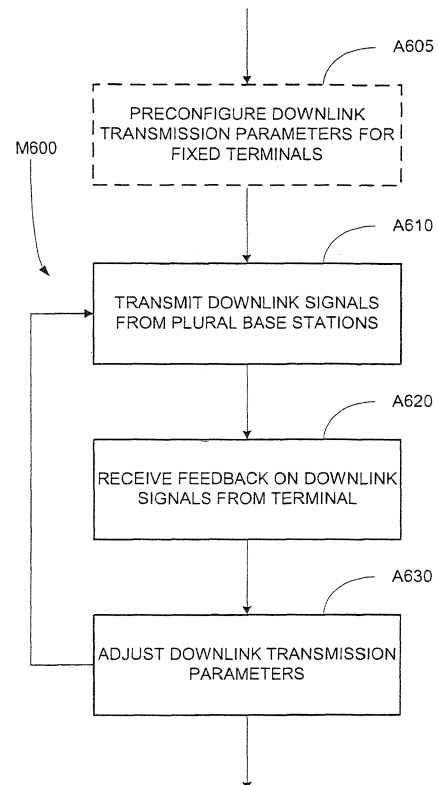 A605
PRECONFIGURE DOWNLINK
TRANSMISSION PARAMETERS FOR
FIXED TERMINALS
M600
A610
TRANSMIT DOWNLINK SIGNALS
FROM PLURAL BASE STATIONS
A620
RECEIVE FEEDBACK ON DOWNLINK
SIGNALS FROM TERMINAL
A630
ADJUST DOWNLINK TRANSMISSION
PARAMETERS